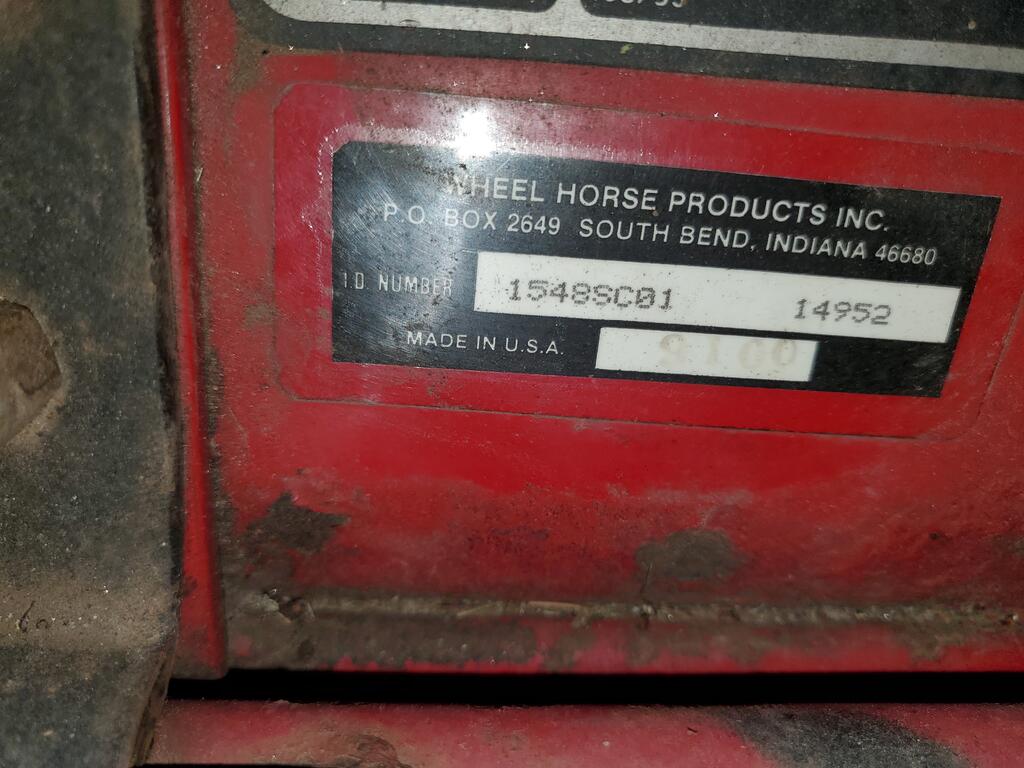 WHEEL HORSE PRODUCTS INC.
P.O. BOX 2649 SOUTH BEND, INDIANA 46680
I.D. NUMBER 1548SC01 14952
MADE IN U.S.A.